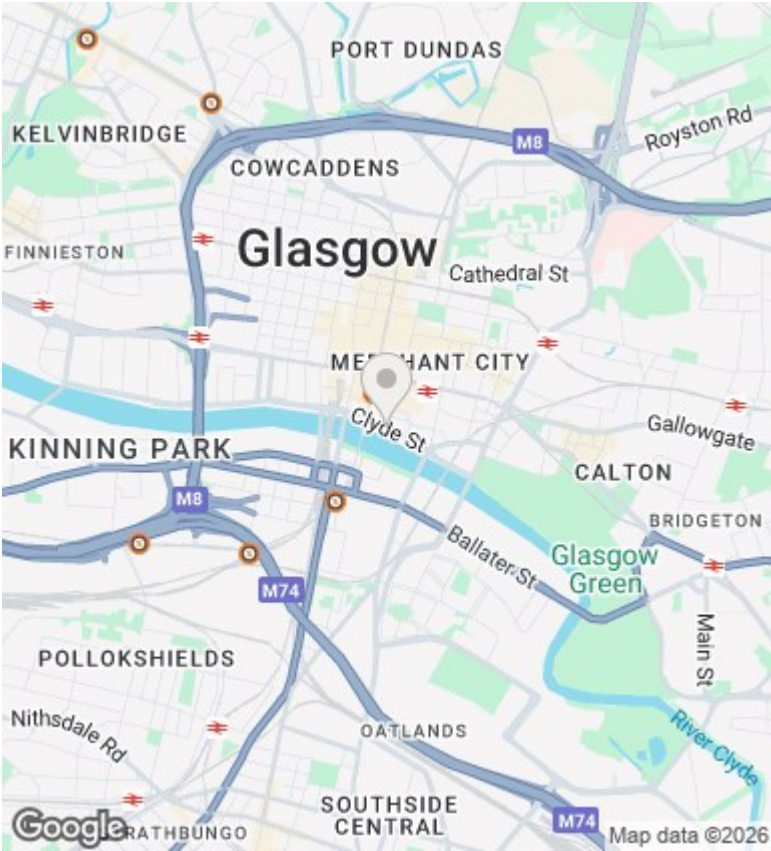 PORT DUNDAS
KELVINBRIDGE
M8
Royston Rd
COWCADDENS
Glasgow
FINNIESTON
Cathedral St
MERCHANT CITY
Clyde St
Gallowgate
KINNING PARK
CALTON
M8
BRIDGETON
Ballater St
Glasgow
Green
M74
Main St
POLLOKSHIELDS
Nithsdale Rd
OATLANDS
River Clyde
SOUTHSIDE
CENTRAL
M74
Google
RATHBUNGO
Map data ©2026